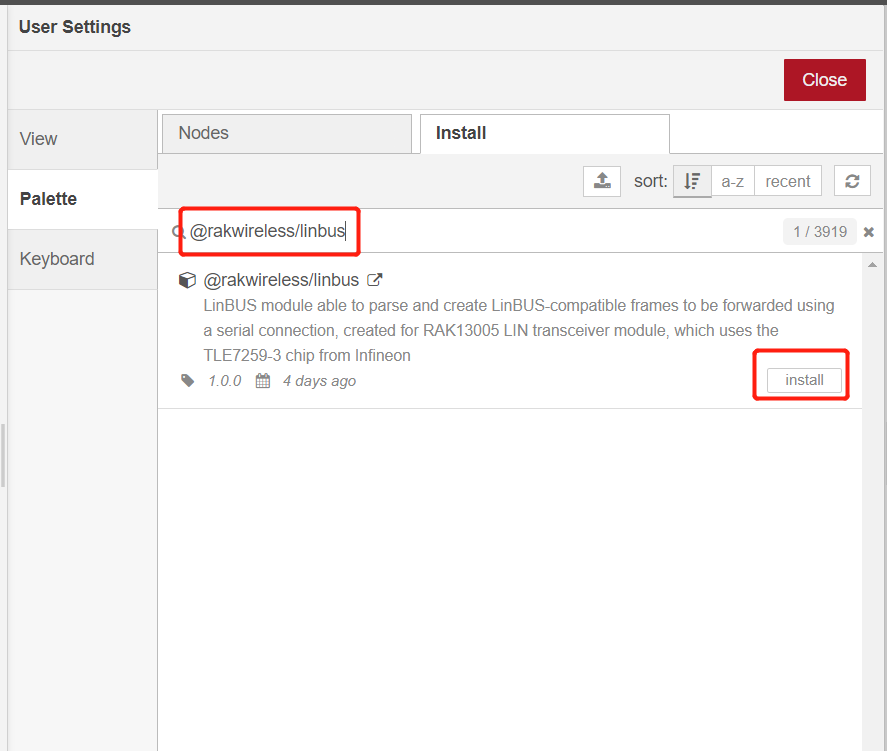 User Settings
Close
View
Palette
Keyboard
Nodes
Install
sort:
a-z
recent
@rakwireless/linbus
1 / 3919
@rakwireless/linbus
LinBUS module able to parse and create LinBUS-compatible frames to be forwarded using
a serial connection, created for RAK13005 LIN transceiver module, which uses the
TLE7259-3 chip from Infineon
1.0.0
4 days ago
install